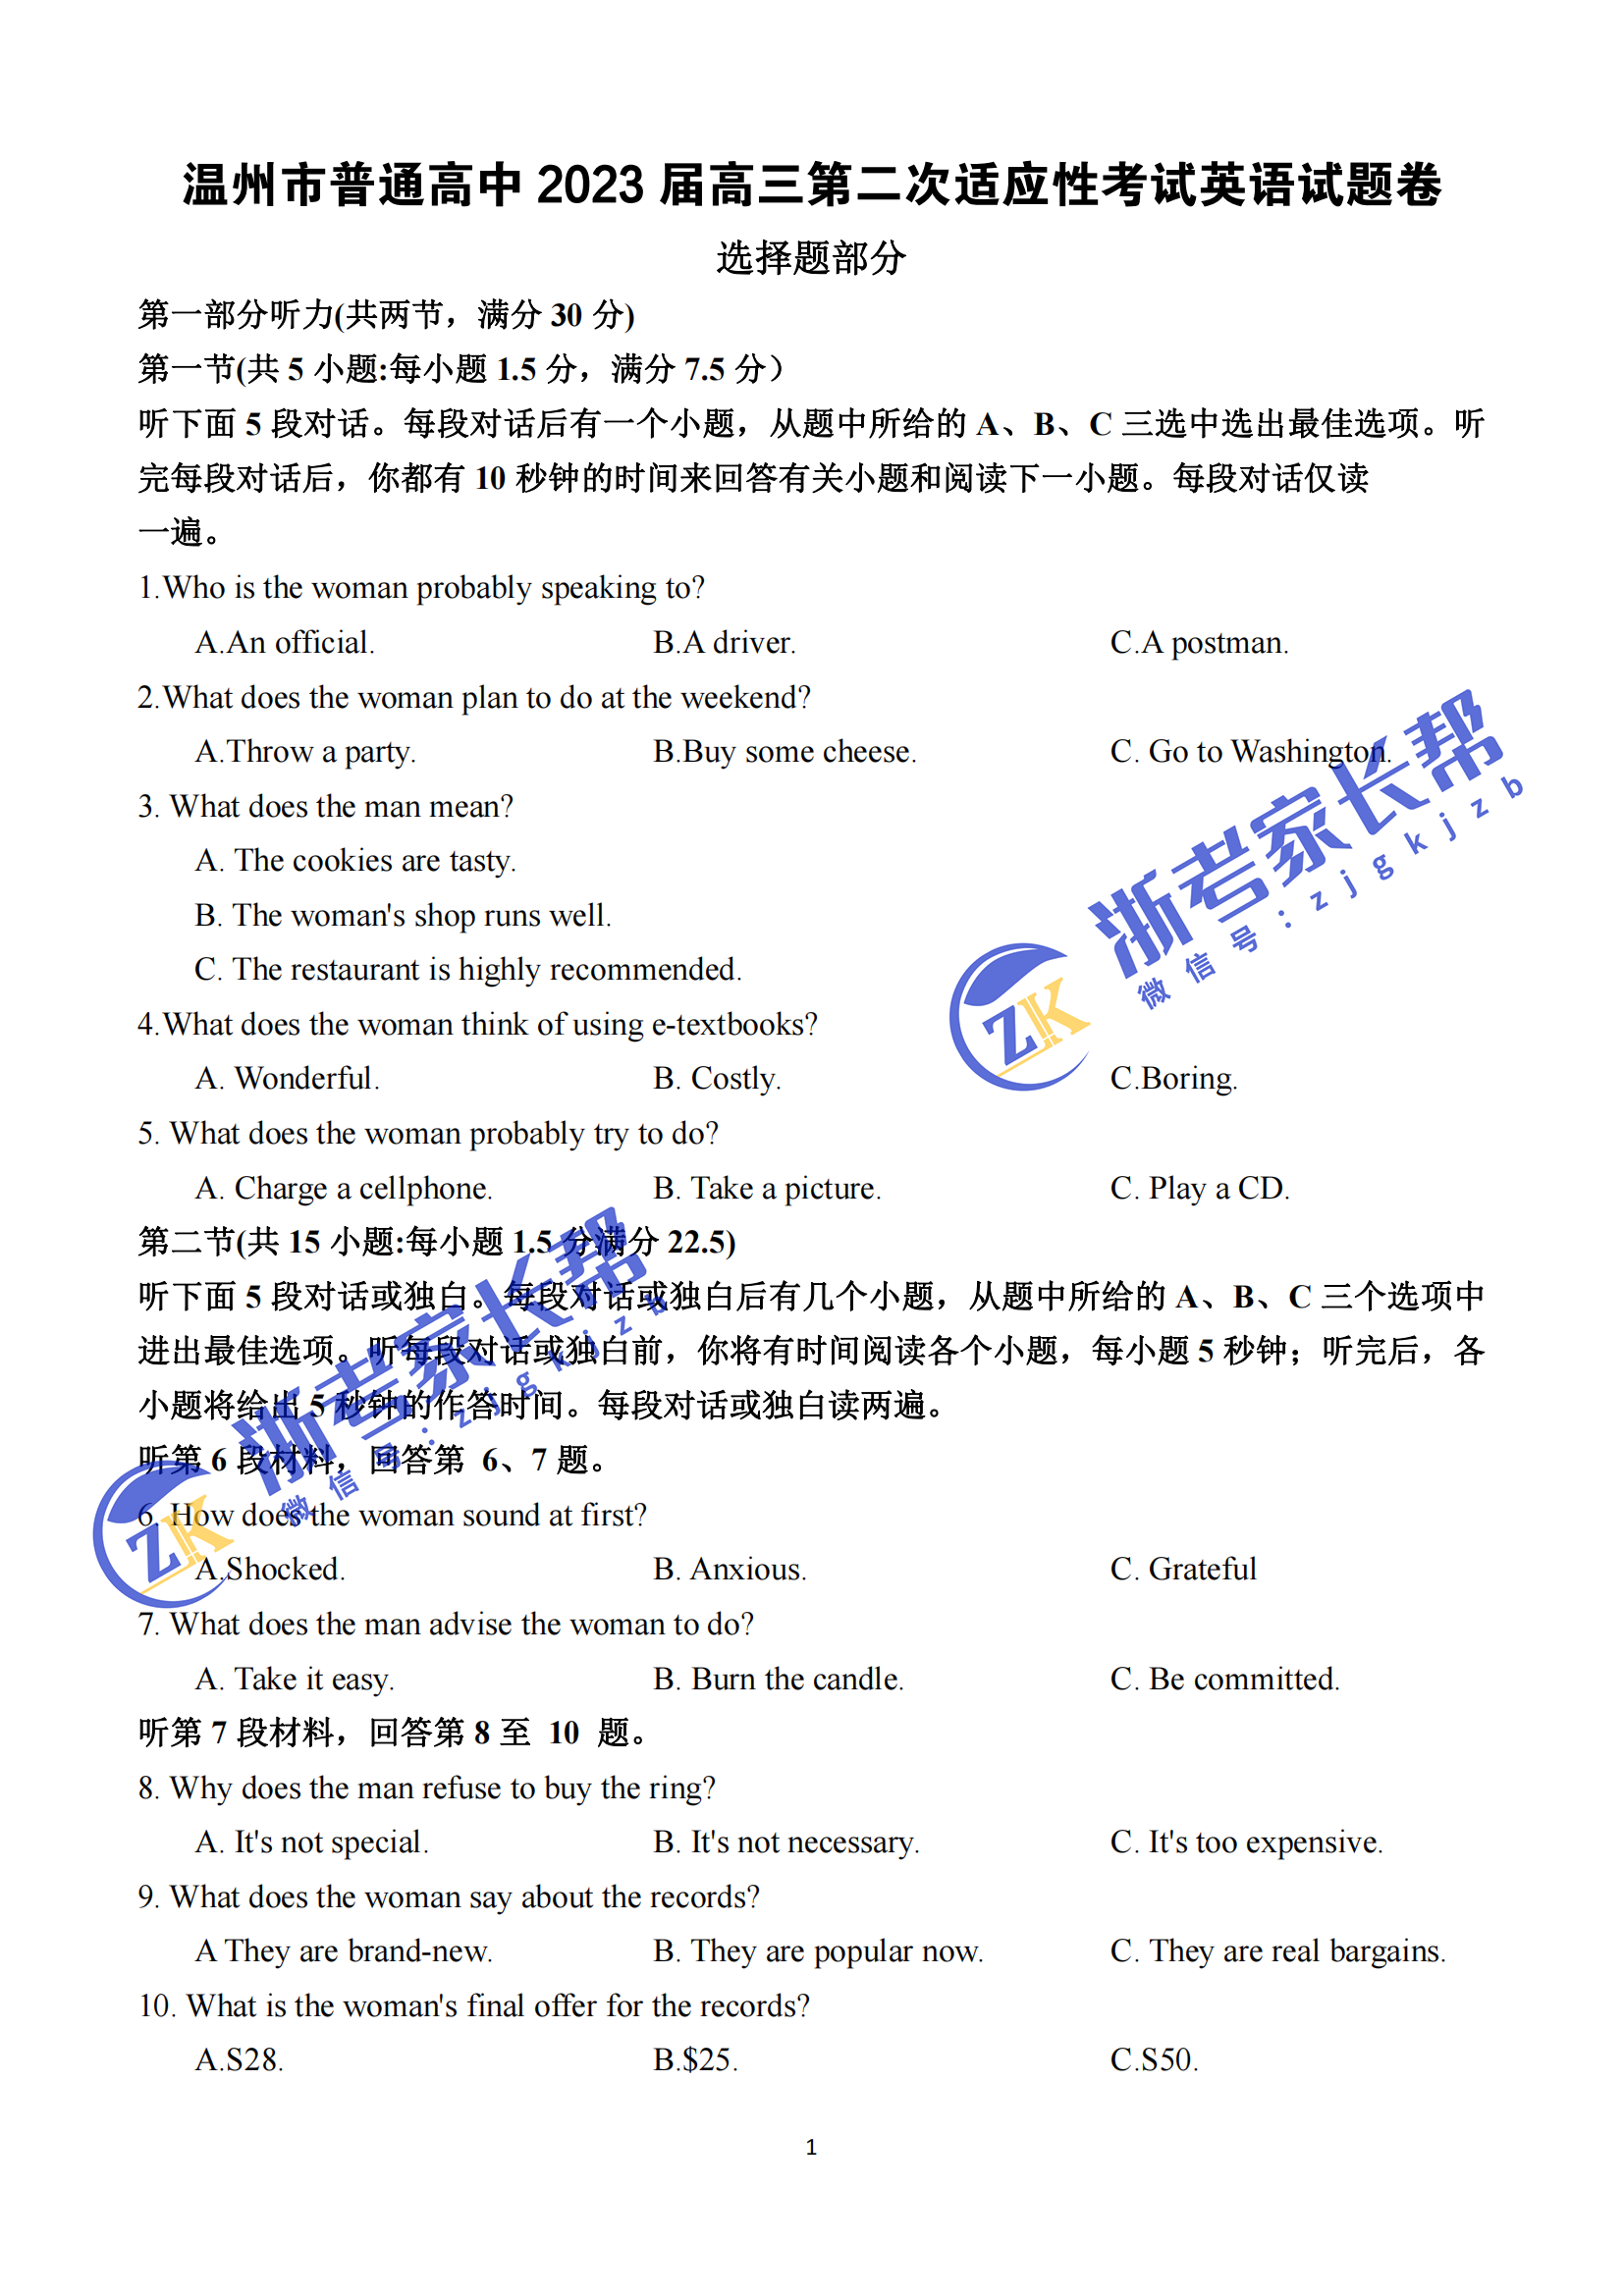 温州市普通高中 2023 届高三第二次适应性考试英语试题卷
选择题部分
第一部分听力(共两节，满分 30 分)
第一节(共 5 小题:每小题 1.5 分，满分 7.5 分）
听下面 5 段对话。每段对话后有一个小题，从题中所给的 A、B、C 三选中选出最佳选项。听
完每段对话后，你都有 10 秒钟的时间来回答有关小题和阅读下一小题。每段对话仅读
一遍。
1.Who is the woman probably speaking to?
A.An official. B.A driver. C.A postman.
2.What does the woman plan to do at the weekend?
A.Throw a party. B.Buy some cheese. C. Go to Washington.
3. What does the man mean?
A. The cookies are tasty.
B. The woman's shop runs well.
C. The restaurant is highly recommended.
4.What does the woman think of using e-textbooks?
A. Wonderful. B. Costly. C.Boring.
5. What does the woman probably try to do?
A. Charge a cellphone. B. Take a picture. C. Play a CD.
第二节(共 15 小题:每小题 1.5 分满分 22.5)
听下面 5 段对话或独白。每段对话或独白后有几个小题，从题中所给的 A、B、C 三个选项中
进出最佳选项。听每段对话或独白前，你将有时间阅读各个小题，每小题 5 秒钟；听完后，各
小题将给出 5 秒钟的作答时间。每段对话或独白读两遍。
听第 6 段材料，回答第 6、7 题。
6. How does the woman sound at first?
A.Shocked. B. Anxious. C. Grateful
7. What does the man advise the woman to do?
A. Take it easy. B. Burn the candle. C. Be committed.
听第 7 段材料，回答第 8 至 10 题。
8. Why does the man refuse to buy the ring?
A. It's not special. B. It's not necessary. C. It's too expensive.
9. What does the woman say about the records?
A They are brand-new. B. They are popular now. C. They are real bargains.
10. What is the woman's final offer for the records?
A.S28. B.$25. C.S50.
1
浙考家长帮
微信号：zjgkjzb
ZK
浙考家长帮
微信号：zjgkjzb
ZK